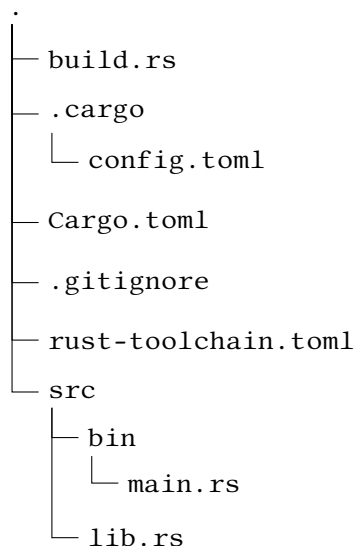 .
build.rs
.cargo
config.toml
Cargo.toml
.gitignore
rust-toolchain.toml
src
bin
main.rs
lib.rs